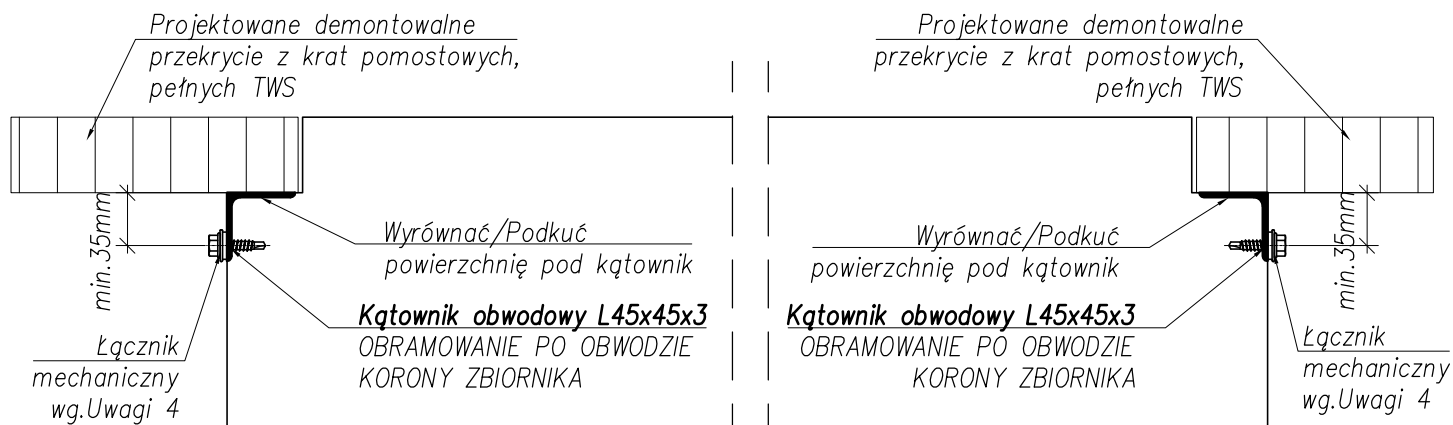 Projektowane demontowalne
przekrycie z krat pomostowych,
pełnych TWS
min.35mm
Wyrównać/Podkuć
powierzchnię pod kątownik
Kątownik obwodowy L45x45x3
OBRAMOWANIE PO OBWODZIE
KORONY ZBIORNIKA
Łącznik
mechaniczny
wg.Uwagi 4
Projektowane demontowalne
przekrycie z krat pomostowych,
pełnych TWS
Wyrównać/Podkuć
powierzchnię pod kątownik
min.35mm
Kątownik obwodowy L45x45x3
OBRAMOWANIE PO OBWODZIE
KORONY ZBIORNIKA
Łącznik
mechaniczny
wg.Uwagi 4